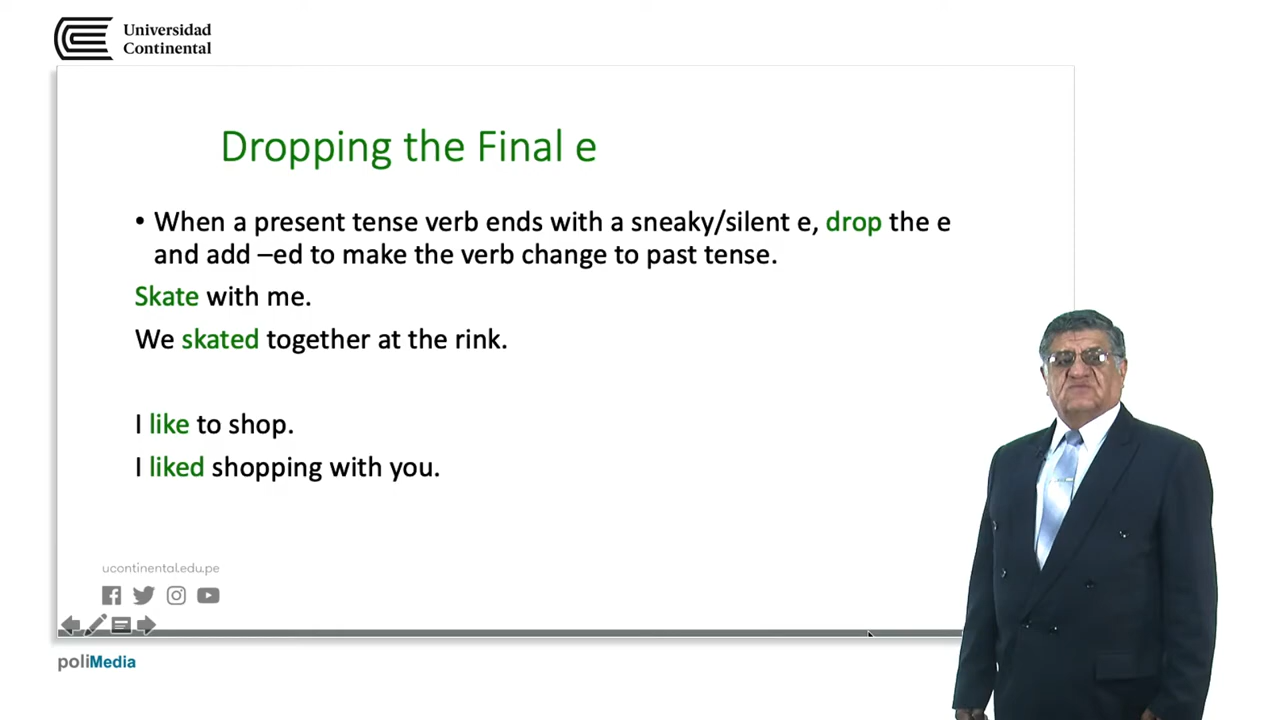 Universidad
Continental
Dropping the Final e
• When a present tense verb ends with a sneaky/silent e, drop the e
and add –ed to make the verb change to past tense.
Skate with me.
We skated together at the rink.
I like to shop.
I liked shopping with you.
ucontinental.edu.pe
poliMedia